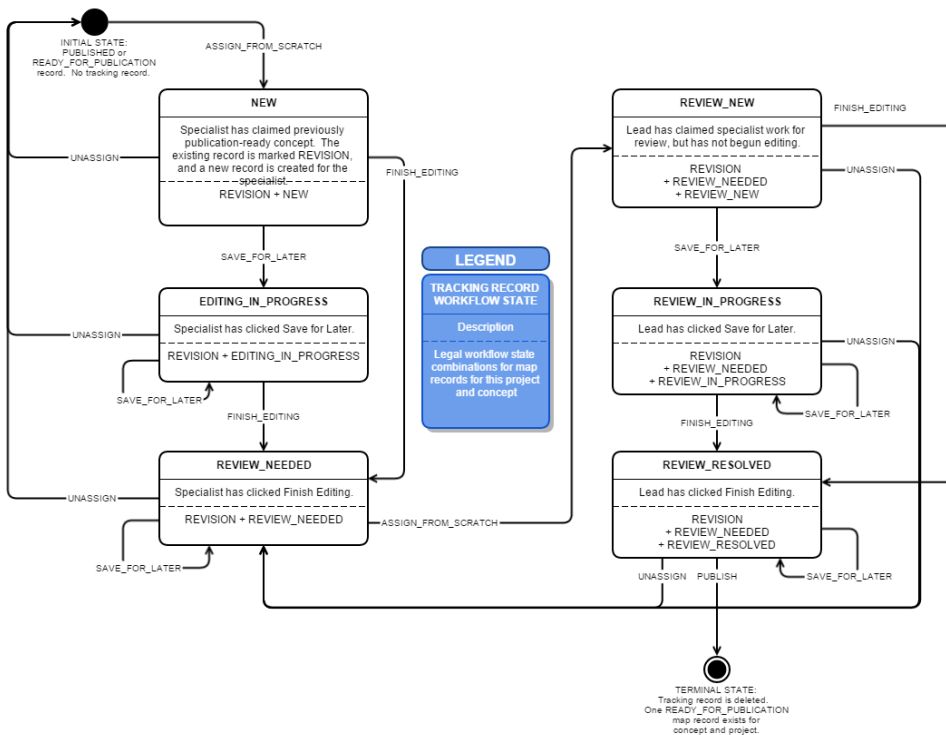 INITIAL STATE:
PUBLISHED or
READY_FOR_PUBLICATION
record.  No tracking record.
ASSIGN_FROM_SCRATCH
NEW
Specialist has claimed previously
publication-ready concept.  The
existing record is marked REVISION,
and a new record is created for the
specialist.
REVISION + NEW
UNASSIGN
FINISH_EDITING
SAVE_FOR_LATER
EDITING_IN_PROGRESS
Specialist has clicked Save for Later.
REVISION + EDITING_IN_PROGRESS
UNASSIGN
SAVE_FOR_LATER
FINISH_EDITING
REVIEW_NEEDED
Specialist has clicked Finish Editing.
REVISION + REVIEW_NEEDED
UNASSIGN
SAVE_FOR_LATER
ASSIGN_FROM_SCRATCH
LEGEND
TRACKING RECORD
WORKFLOW STATE
Description
Legal workflow state
combinations for map
records for this project
and concept
REVIEW_NEW
Lead has claimed specialist work for
review, but has not begun editing.
REVISION
+ REVIEW_NEEDED
+ REVIEW_NEW
FINISH_EDITING
UNASSIGN
SAVE_FOR_LATER
REVIEW_IN_PROGRESS
Lead has clicked Save for Later.
REVISION
+ REVIEW_NEEDED
+ REVIEW_IN_PROGRESS
UNASSIGN
SAVE_FOR_LATER
FINISH_EDITING
REVIEW_RESOLVED
Lead has clicked Finish Editing.
REVISION
+ REVIEW_NEEDED
+ REVIEW_RESOLVED
SAVE_FOR_LATER
UNASSIGN
PUBLISH
TERMINAL STATE:
Tracking record is deleted.
One READY_FOR_PUBLICATION
map record exists for
concept and project.